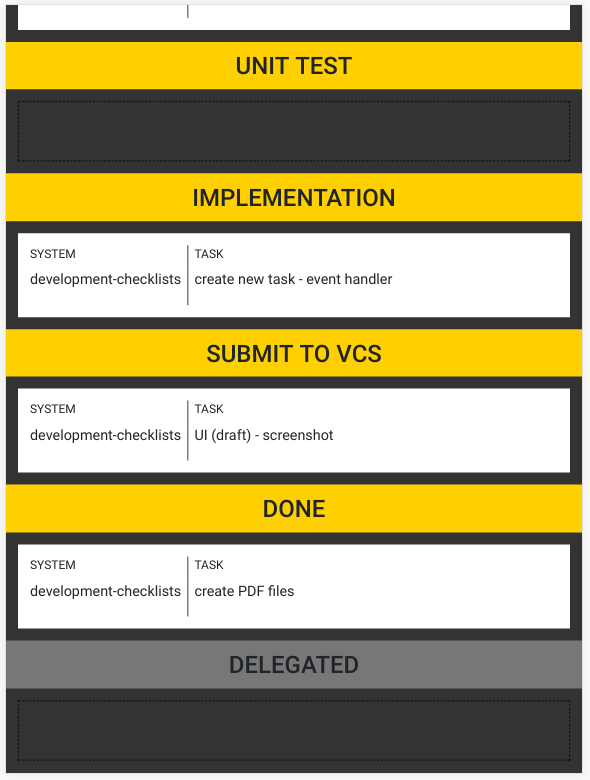 UNIT TEST
IMPLEMENTATION
SYSTEM TASK
development-checklists create new task - event handler
SUBMIT TO VCS
SYSTEM TASK
development-checklists UI (draft) - screenshot
DONE
SYSTEM TASK
development-checklists create PDF files
DELEGATED